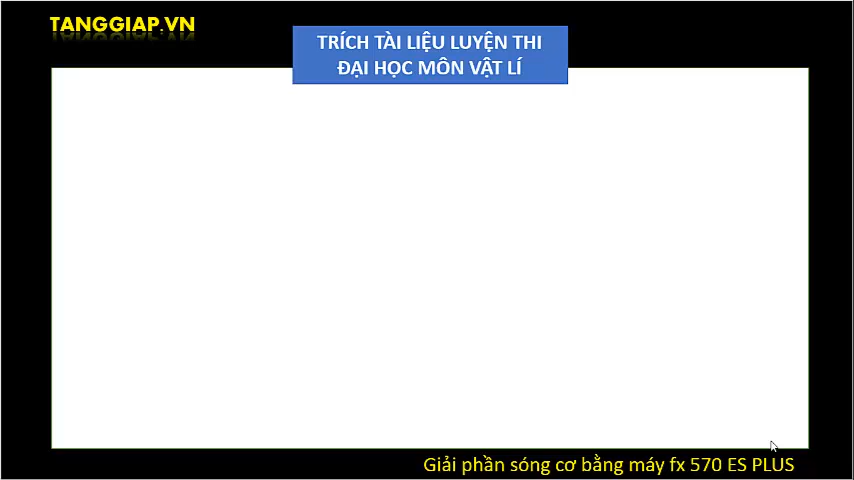 TANGGIAP.VN
TRÍCH TÀI LIỆU LUYỆN THI
ĐẠI HỌC MÔN VẬT LÍ
Giải phần sóng cơ bằng máy fx 570 ES PLUS